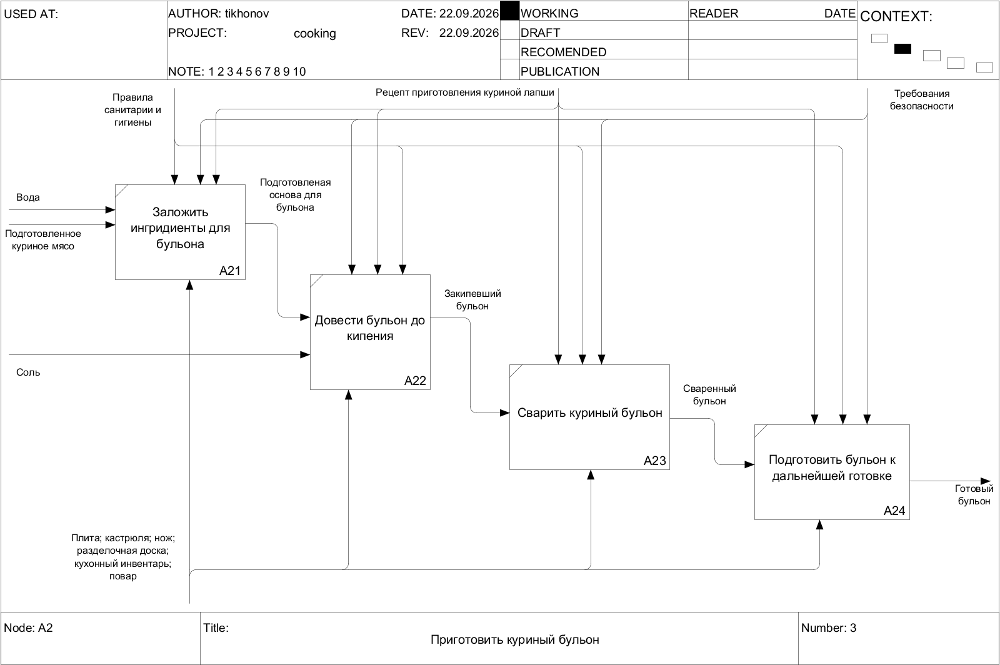 USED AT:
AUTHOR: tikhonov
DATE: 22.09.2026
WORKING
READER
DATE
CONTEXT:
PROJECT:
cooking
REV: 22.09.2026
DRAFT
RECOMENDED
NOTE: 1 2 3 4 5 6 7 8 9 10
PUBLICATION
Правила
санитарии и
гигиены
Рецепт приготовления куриной лапши
Требования
безопасности
Вода
Подготовленное
куриное мясо
Заложить
ингридиенты для
бульона
A21
Подготовленая
основа для
бульона
Соль
Довести бульон до
кипения
A22
Закипевший
бульон
Сварить куриный бульон
A23
Сваренный
бульон
Подготовить бульон к
дальнейшей готовке
A24
Готовый
бульон
Плита; кастрюля; нож;
разделочная доска;
кухонный инвентарь;
повар
Node: A2
Title:
Приготовить куриный бульон
Number: 3